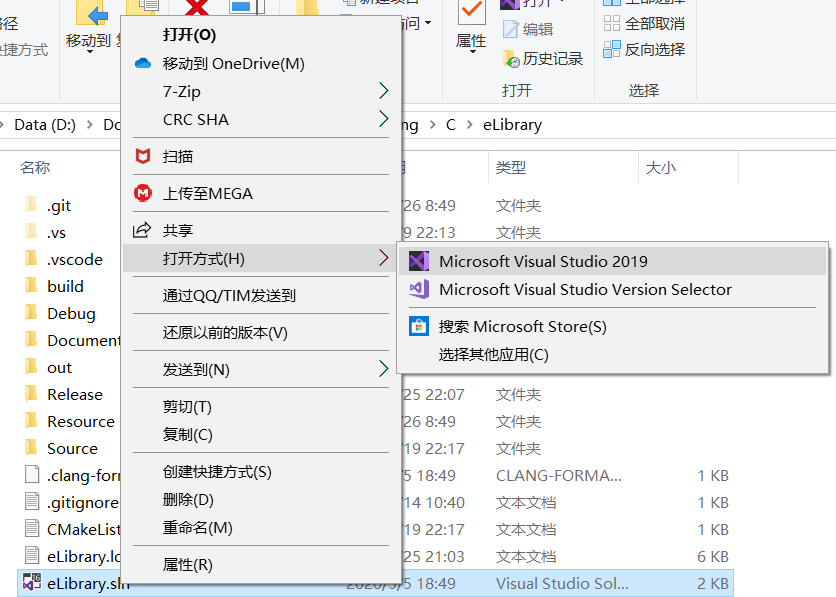 移动到
属性
打开
编辑
历史记录
打开
全部取消
反向选择
选择
快捷方式
Data (D:)
C
eLibrary
名称
类型
大小
.git
26 8:49
文件夹
.vs
22:13
文件夹
.vscode
build
Debug
Document
out
Release
25 22:07
文件夹
Resource
26 8:49
文件夹
Source
19 22:17
文件夹
.clang-for
5 18:49
CLANG-FORMA...
1 KB
.gitignore
14 10:40
文本文档
1 KB
CMakeList
19 22:17
文本文档
1 KB
eLibrary.lo
25 21:03
文本文档
6 KB
eLibrary.sln
2020/5/5 18:49
Visual Studio Sol...
2 KB
打开(O)
移动到 OneDrive(M)
7-Zip
CRC SHA
扫描
上传至MEGA
共享
打开方式(H)
通过QQ/TIM发送到
还原以前的版本(V)
发送到(N)
剪切(T)
复制(C)
创建快捷方式(S)
删除(D)
重命名(M)
属性(R)
Microsoft Visual Studio 2019
Microsoft Visual Studio Version Selector
搜索 Microsoft Store(S)
选择其他应用(C)